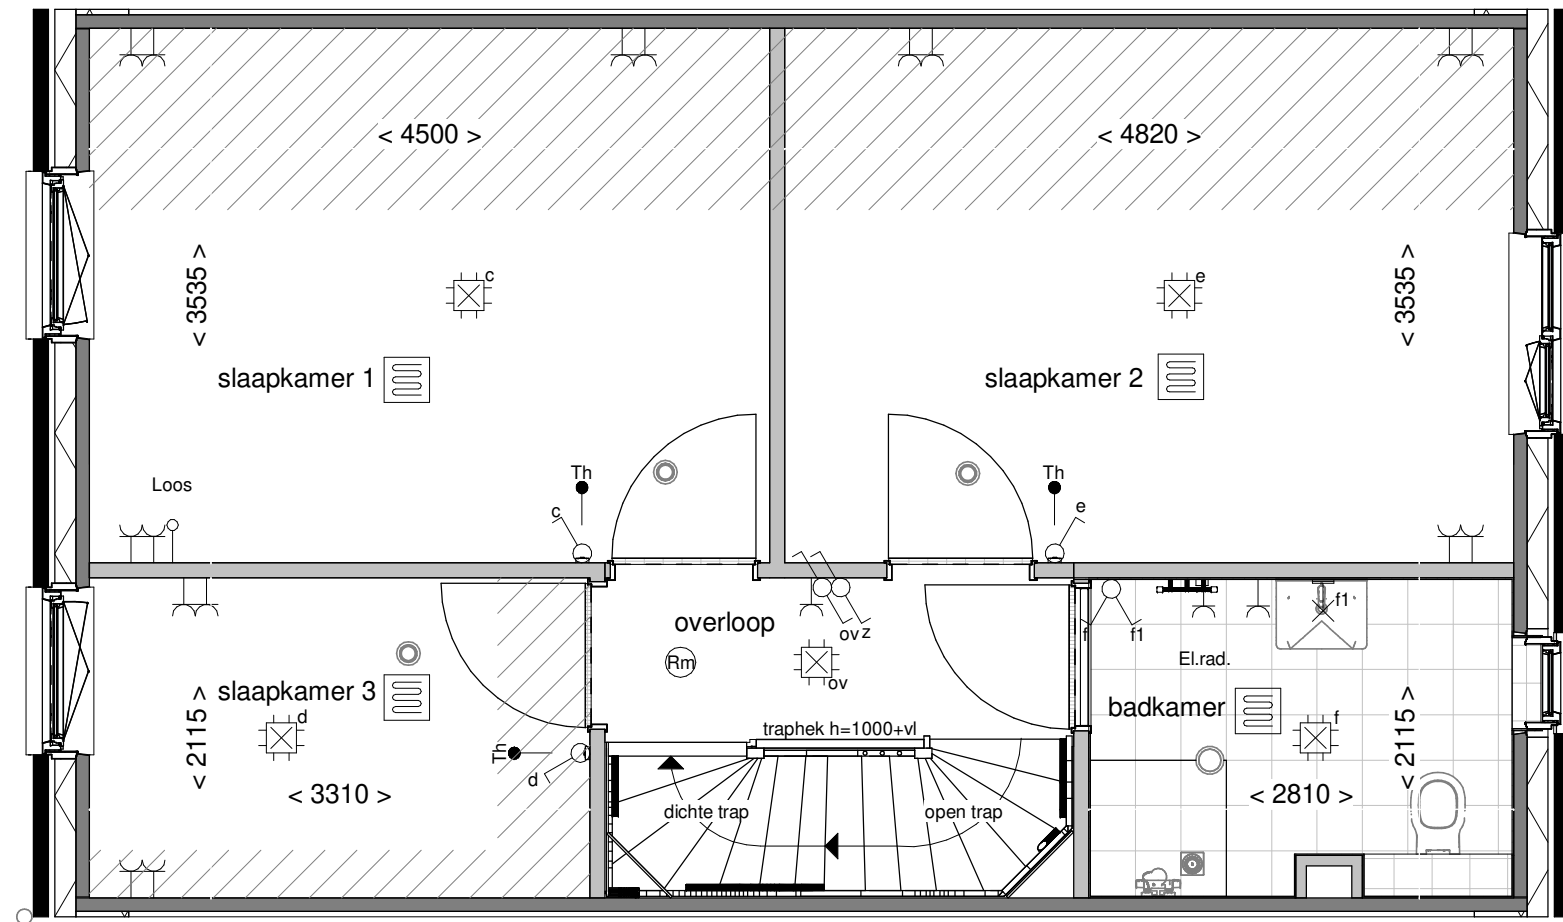 < 4500 >
< 4820 >
< 3535 >
c
e
< 3535 >
slaapkamer 1
slaapkamer 2
Loos
Th
c
Th
e
overloop
ov z
f
f1
f1
Rm
ov
El.rad.
slaapkamer 3
d
< 2115 >
< 3310 >
Th
d
traphek h=1000+vl
dichte trap
open trap
badkamer
f
< 2115 >
< 2810 >